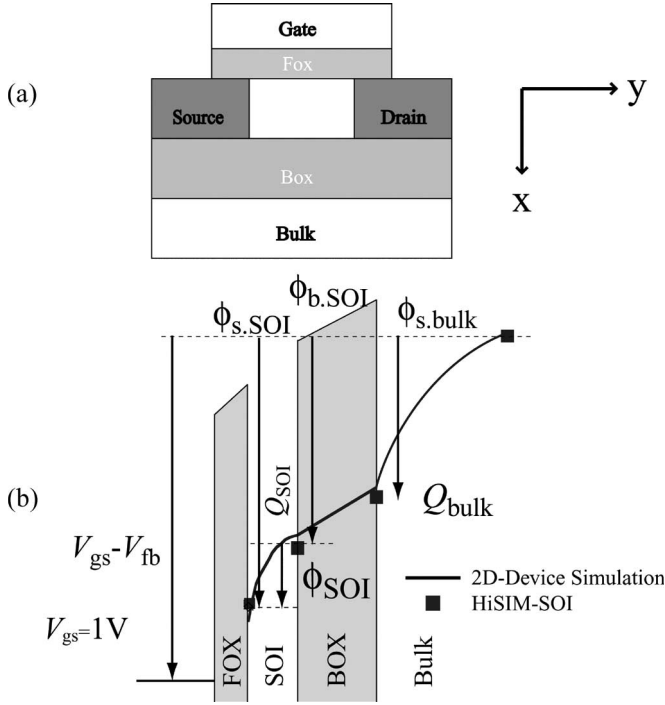 Gate
Fox
(a)
Source
Drain
y
Box
x
Bulk
ϕs.SOI
ϕb.SOI
ϕs.bulk
(b)
QSOI
Qbulk
Vgs-Vfb
ϕSOI
2D-Device Simulation
HiSIM-SOI
Vgs=1V
FOX
SOI
BOX
Bulk